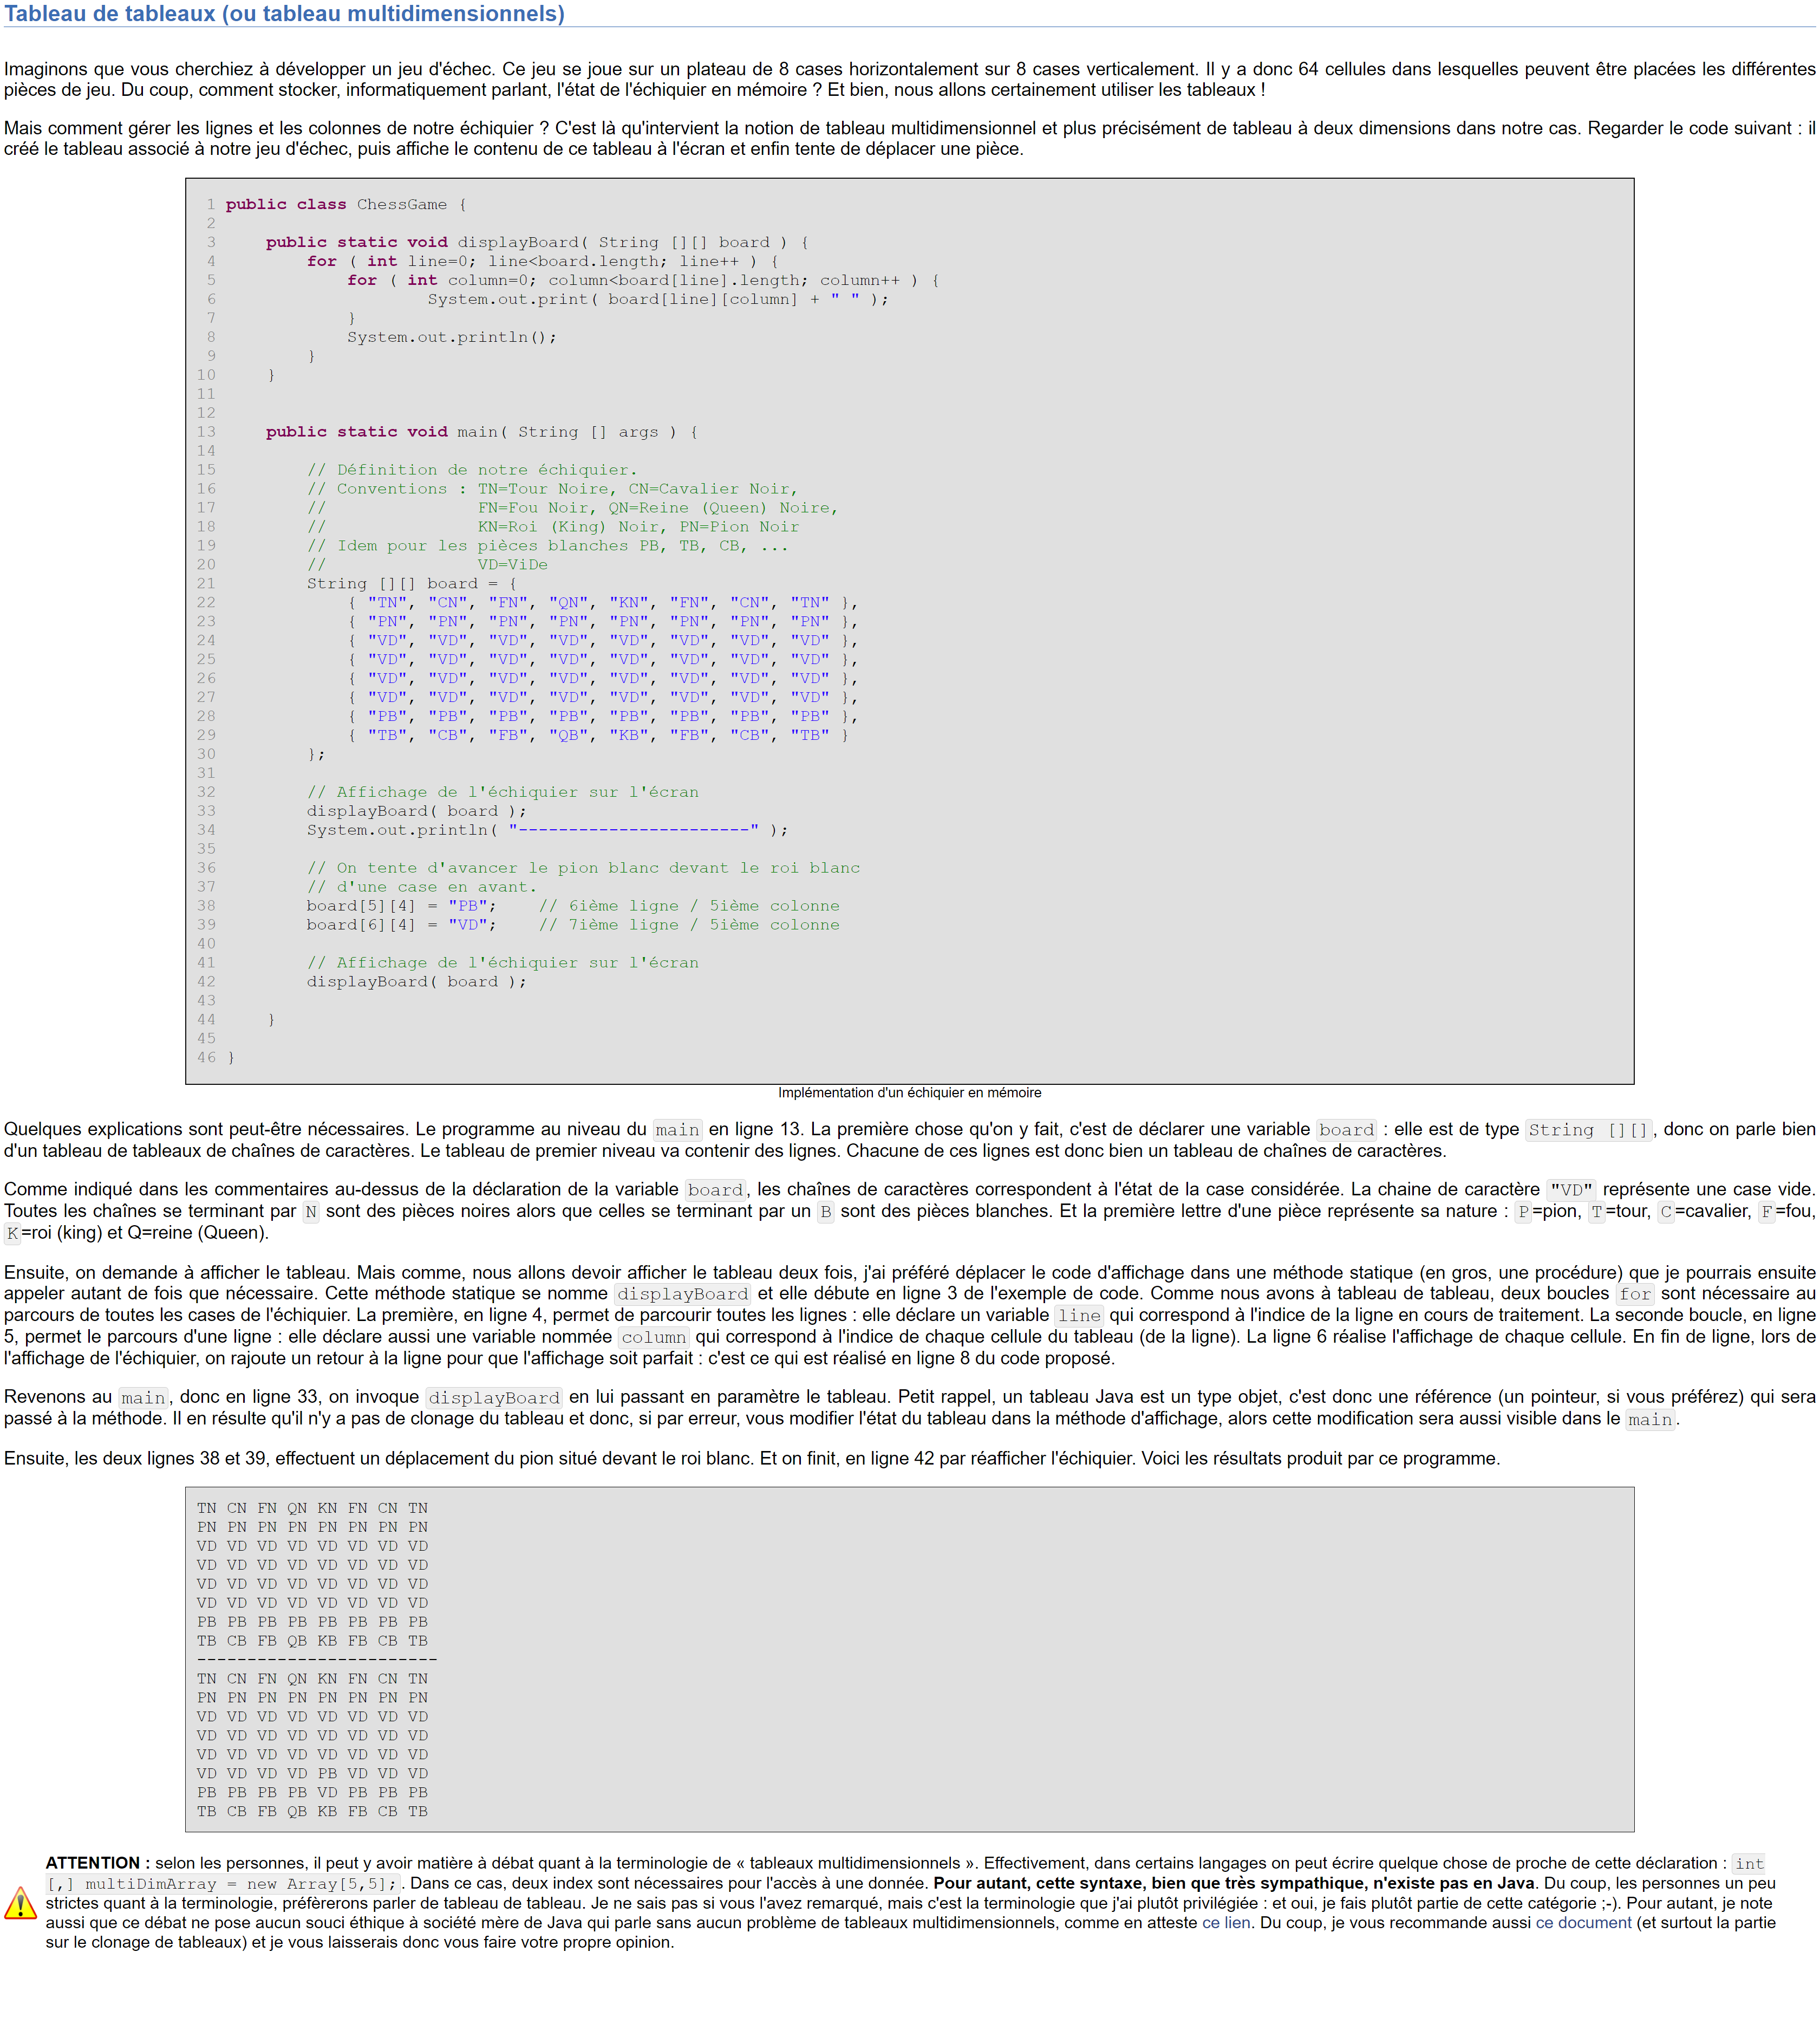 Tableau de tableaux (ou tableau multidimensionnels)
Imaginons que vous cherchiez à développer un jeu d'échec. Ce jeu se joue sur un plateau de 8 cases horizontalement sur 8 cases verticalement. Il y a donc 64 cellules dans lesquelles peuvent être placées les différentes
pièces de jeu. Du coup, comment stocker, informatiquement parlant, l'état de l'échiquier en mémoire ? Et bien, nous allons certainement utiliser les tableaux !
Mais comment gérer les lignes et les colonnes de notre échiquier ? C'est là qu'intervient la notion de tableau multidimensionnel et plus précisément de tableau à deux dimensions dans notre cas. Regarder le code suivant : il
créé le tableau associé à notre jeu d'échec, puis affiche le contenu de ce tableau à l'écran et enfin tente de déplacer une pièce.
1 public class ChessGame {
2
3     public static void displayBoard( String [][] board ) {
4         for ( int line=0; line<board.length; line++ ) {
5             for ( int column=0; column<board[line].length; column++ ) {
6                     System.out.print( board[line][column] + " " );
7             }
8             System.out.println();
9         }
10     }
11
12
13     public static void main( String [] args ) {
14
15         // Définition de notre échiquier.
16         // Conventions : TN=Tour Noire, CN=Cavalier Noir,
17         //               FN=Fou Noir, QN=Reine (Queen) Noire,
18         //               KN=Roi (King) Noir, PN=Pion Noir
19         // Idem pour les pièces blanches PB, TB, CB, ...
20         //               VD=ViDe
21         String [][] board = {
22             { "TN", "CN", "FN", "QN", "KN", "FN", "CN", "TN" },
23             { "PN", "PN", "PN", "PN", "PN", "PN", "PN", "PN" },
24             { "VD", "VD", "VD", "VD", "VD", "VD", "VD", "VD" },
25             { "VD", "VD", "VD", "VD", "VD", "VD", "VD", "VD" },
26             { "VD", "VD", "VD", "VD", "VD", "VD", "VD", "VD" },
27             { "VD", "VD", "VD", "VD", "VD", "VD", "VD", "VD" },
28             { "PB", "PB", "PB", "PB", "PB", "PB", "PB", "PB" },
29             { "TB", "CB", "FB", "QB", "KB", "FB", "CB", "TB" }
30         };
31
32         // Affichage de l'échiquier sur l'écran
33         displayBoard( board );
34         System.out.println( "-----------------------" );
35
36         // On tente d'avancer le pion blanc devant le roi blanc
37         // d'une case en avant.
38         board[5][4] = "PB";    // 6ième ligne / 5ième colonne
39         board[6][4] = "VD";    // 7ième ligne / 5ième colonne
40
41         // Affichage de l'échiquier sur l'écran
42         displayBoard( board );
43
44     }
45
46 }
Implémentation d'un échiquier en mémoire
Quelques explications sont peut-être nécessaires. Le programme au niveau du main en ligne 13. La première chose qu'on y fait, c'est de déclarer une variable board : elle est de type String [][], donc on parle bien
d'un tableau de tableaux de chaînes de caractères. Le tableau de premier niveau va contenir des lignes. Chacune de ces lignes est donc bien un tableau de chaînes de caractères.
Comme indiqué dans les commentaires au-dessus de la déclaration de la variable board, les chaînes de caractères correspondent à l'état de la case considérée. La chaine de caractère "VD" représente une case vide.
Toutes les chaînes se terminant par N sont des pièces noires alors que celles se terminant par un B sont des pièces blanches. Et la première lettre d'une pièce représente sa nature : P=pion, T=tour, C=cavalier, F=fou,
K=roi (king) et Q=reine (Queen).
Ensuite, on demande à afficher le tableau. Mais comme, nous allons devoir afficher le tableau deux fois, j'ai préféré déplacer le code d'affichage dans une méthode statique (en gros, une procédure) que je pourrais ensuite
appeler autant de fois que nécessaire. Cette méthode statique se nomme displayBoard et elle débute en ligne 3 de l'exemple de code. Comme nous avons à tableau de tableau, deux boucles for sont nécessaire au
parcours de toutes les cases de l'échiquier. La première, en ligne 4, permet de parcourir toutes les lignes : elle déclare un variable line qui correspond à l'indice de la ligne en cours de traitement. La seconde boucle, en ligne
5, permet le parcours d'une ligne : elle déclare aussi une variable nommée column qui correspond à l'indice de chaque cellule du tableau (de la ligne). La ligne 6 réalise l'affichage de chaque cellule. En fin de ligne, lors de
l'affichage de l'échiquier, on rajoute un retour à la ligne pour que l'affichage soit parfait : c'est ce qui est réalisé en ligne 8 du code proposé.
Revenons au main, donc en ligne 33, on invoque displayBoard en lui passant en paramètre le tableau. Petit rappel, un tableau Java est un type objet, c'est donc une référence (un pointeur, si vous préférez) qui sera
passé à la méthode. Il en résulte qu'il n'y a pas de clonage du tableau et donc, si par erreur, vous modifier l'état du tableau dans la méthode d'affichage, alors cette modification sera aussi visible dans le main.
Ensuite, les deux lignes 38 et 39, effectuent un déplacement du pion situé devant le roi blanc. Et on finit, en ligne 42 par réafficher l'échiquier. Voici les résultats produit par ce programme.
TN CN FN QN KN FN CN TN
PN PN PN PN PN PN PN PN
VD VD VD VD VD VD VD VD
VD VD VD VD VD VD VD VD
VD VD VD VD VD VD VD VD
VD VD VD VD VD VD VD VD
PB PB PB PB PB PB PB PB
TB CB FB QB KB FB CB TB
------------------------
TN CN FN QN KN FN CN TN
PN PN PN PN PN PN PN PN
VD VD VD VD VD VD VD VD
VD VD VD VD VD VD VD VD
VD VD VD VD VD VD VD VD
VD VD VD VD PB VD VD VD
PB PB PB PB VD PB PB PB
TB CB FB QB KB FB CB TB
ATTENTION : selon les personnes, il peut y avoir matière à débat quant à la terminologie de « tableaux multidimensionnels ». Effectivement, dans certains langages on peut écrire quelque chose de proche de cette déclaration : int
[,] multiDimArray = new Array[5,5];. Dans ce cas, deux index sont nécessaires pour l'accès à une donnée. Pour autant, cette syntaxe, bien que très sympathique, n'existe pas en Java. Du coup, les personnes un peu
strictes quant à la terminologie, préfèrerons parler de tableau de tableau. Je ne sais pas si vous l'avez remarqué, mais c'est la terminologie que j'ai plutôt privilégiée : et oui, je fais plutôt partie de cette catégorie ;-). Pour autant, je note
aussi que ce débat ne pose aucun souci éthique à société mère de Java qui parle sans aucun problème de tableaux multidimensionnels, comme en atteste ce lien. Du coup, je vous recommande aussi ce document (et surtout la partie
sur le clonage de tableaux) et je vous laisserais donc vous faire votre propre opinion.